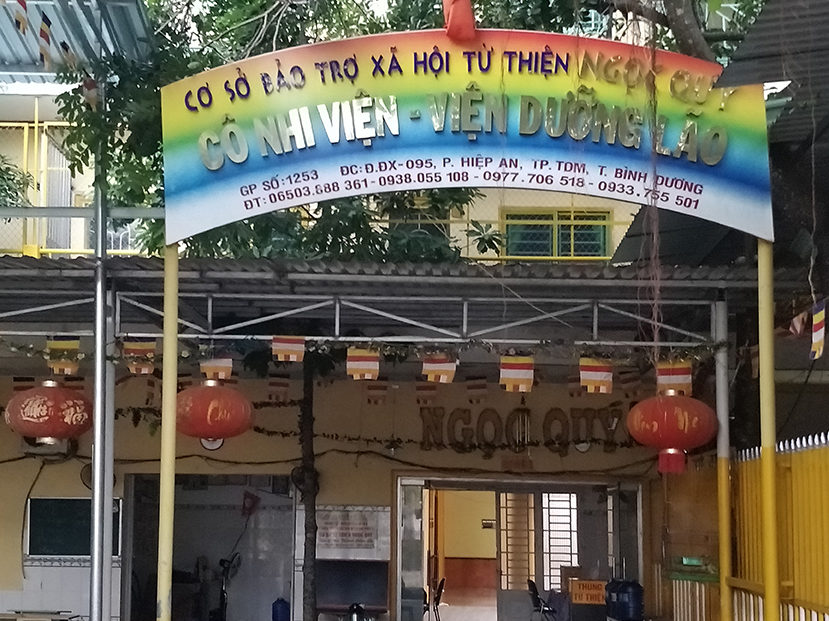 CƠ SỞ BẢO TRỢ XÃ HỘI TỪ THIỆN NGỌC QUÝ
CÔ NHI VIỆN - VIỆN DƯỠNG LÃO
GP SỐ:1253 ĐC:Đ.ĐX-095, P. HIỆP AN, TP.TDM, T. BÌNH DƯƠNG
ĐT: 06503.888 361-0938.055 108 - 0977.706 518 - 0933.755 501
NGỌC QUÝ
THÙNG
TỪ THIỆN